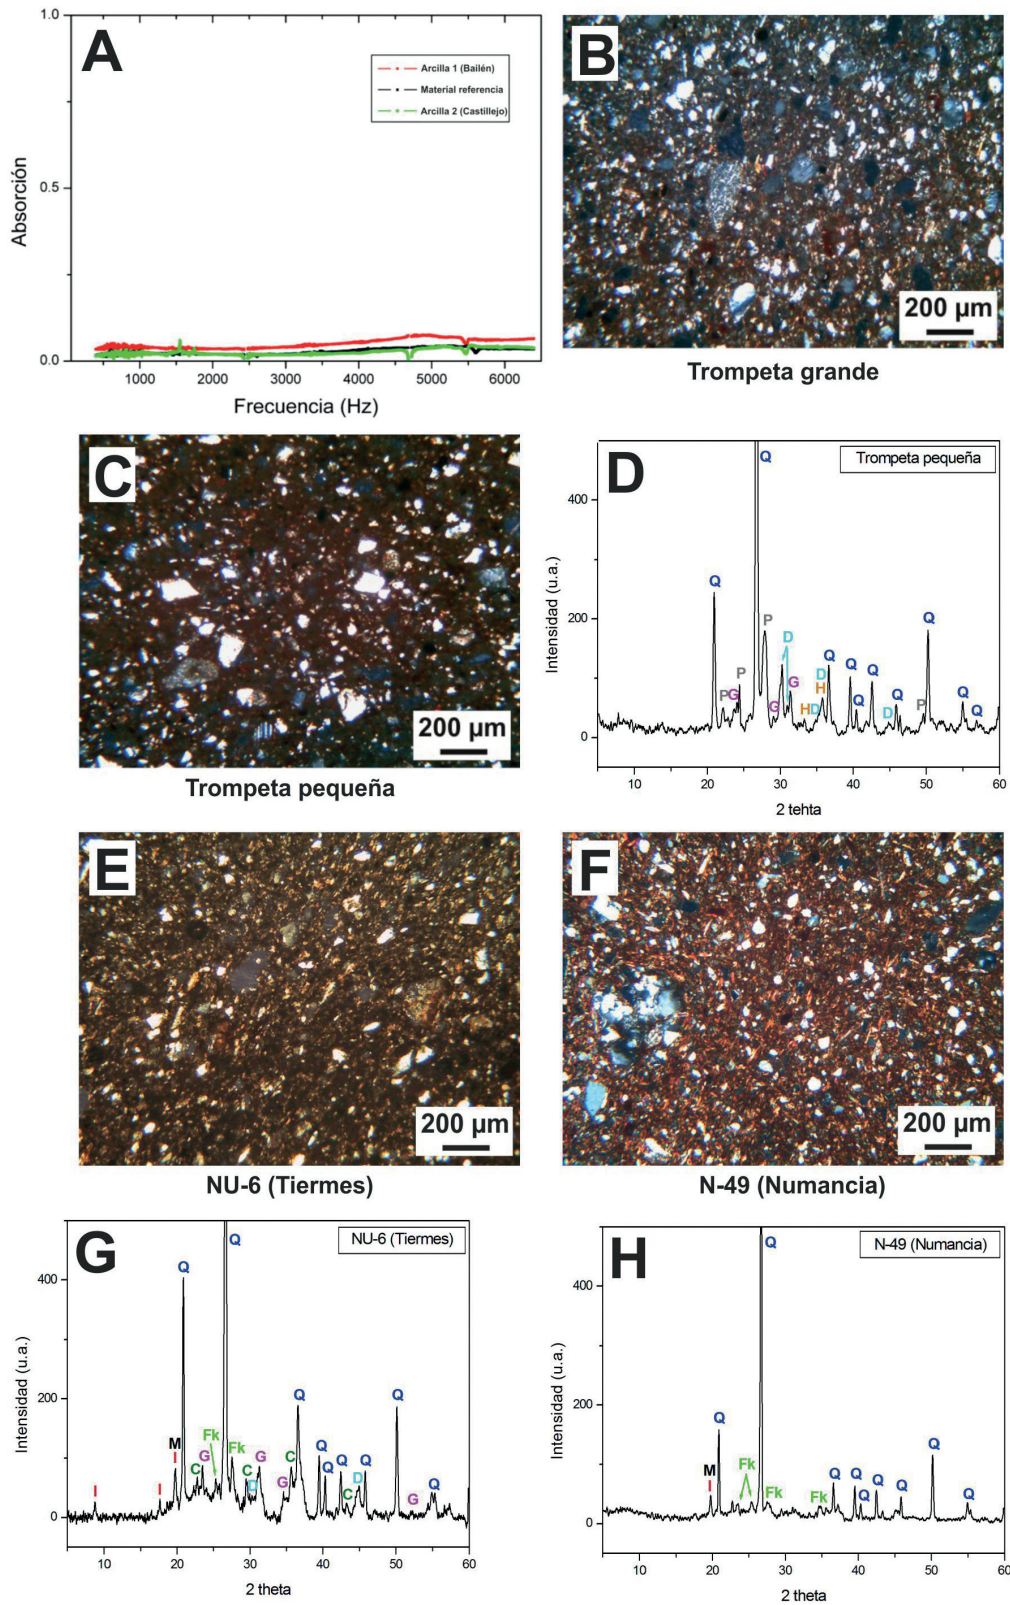 A
1.0
0.5
0.0
Absorción
1000 2000 3000 4000 5000 6000
Frecuencia (Hz)
Arcilla 1 (Bailén)
Material referencia
Arcilla 2 (Castillejo)
B
200 µm
Trompeta grande
C
200 µm
Trompeta pequeña
D
Trompeta pequeña
Intensidad (u.a.)
400
200
0
Q
Q
P
P
P
G
G
D
G
H
D
D
H
Q
Q
Q
Q
D
Q
P
Q
Q
Q
10 20 30 40 50 60
2 tehta
E
200 µm
NU-6 (Tiermes)
F
200 µm
N-49 (Numancia)
G
NU-6 (Tiermes)
Intensidad (u.a.)
400
200
0
I
I
M
I
Q
C
G
Fk
Q
Fk
C
D
G
G
C
Q
Q
Q
Q
C
D
Q
Q
G
Q
10 20 30 40 50 60
2 theta
H
N-49 (Numancia)
Intensidad (u.a.)
400
200
0
M
I
Q
Fk
Q
Fk
Fk
Q
Q
Q
Q
Q
Q
Q
10 20 30 40 50 60
2 theta